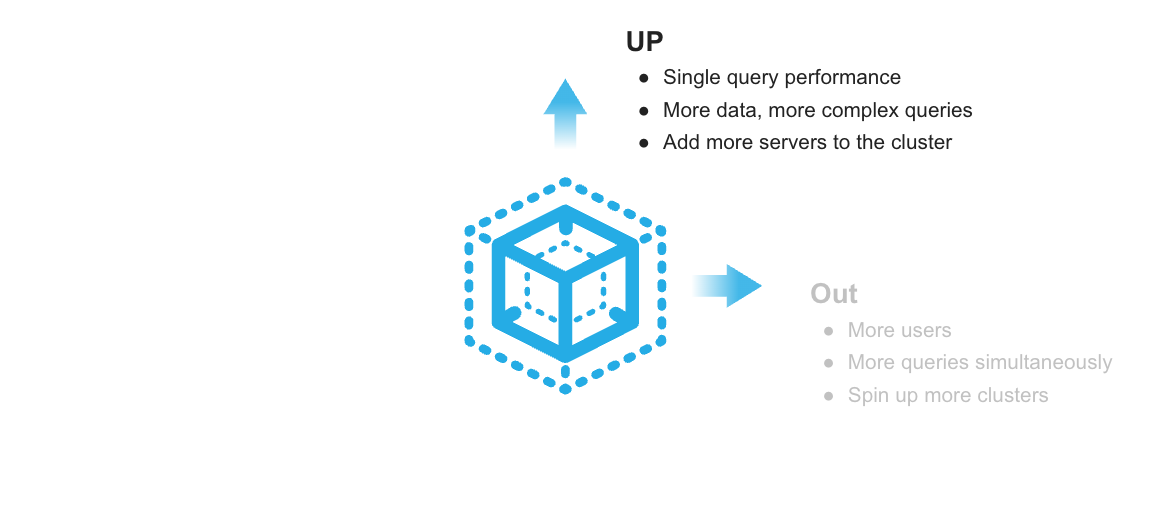 UP
● Single query performance
● More data, more complex queries
● Add more servers to the cluster
Out
● More users
● More queries simultaneously
● Spin up more clusters